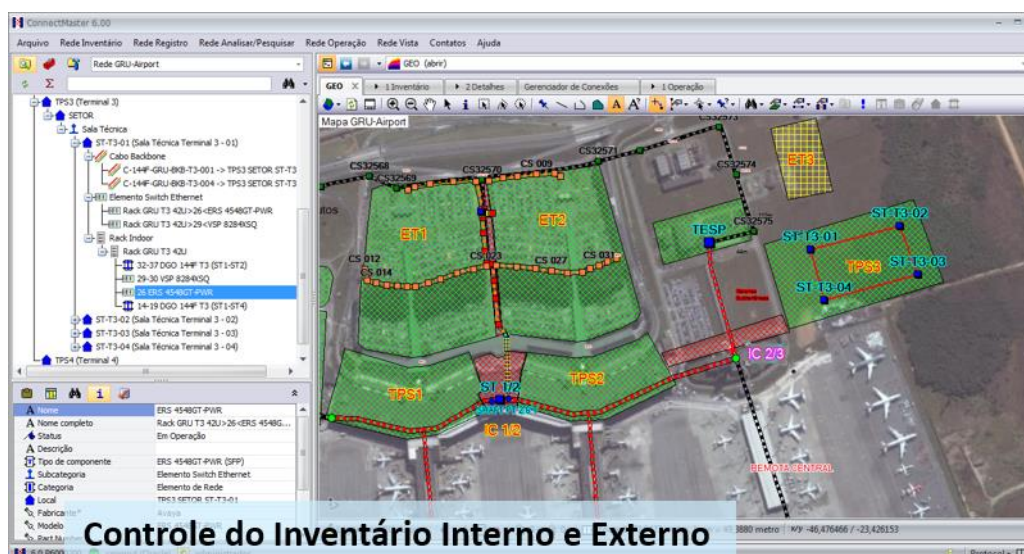 ConnectMaster 6.00
Arquivo Rede Inventário Rede Registro Rede Analisar/Pesquisar Rede Operação Rede Vista Contatos Ajuda
Rede GRU-Airport
GEO (abrir)
GEO 1 Inventário 2 Detalhes Gerenciador de Conexões 1 Operação
Mapa GRU-Airport
TPS3 (Terminal 3)
SETOR
Sala Técnica
ST-T3-01 (Sala Técnica Terminal 3 - 01)
Cabo Backbone
C-144F-GRU-BKB-T3-001 -> TPS3 SETOR ST-T3
C-144F-GRU-BKB-T3-004 -> TPS3 SETOR ST-T3
Elemento Switch Ethernet
Rack GRU T3 42U>26<ERS 4548GT-PWR
Rack GRU T3 42U>29<VSP 8284XSQ
Rack Indoor
Rack GRU T3 42U
32-37 DGO 144F T3 (ST1-ST2)
29-30 VSP 8284XSQ
26 ERS 4548GT-PWR
14-19 DGO 144F T3 (ST1-ST4)
ST-T3-02 (Sala Técnica Terminal 3 - 02)
ST-T3-03 (Sala Técnica Terminal 3 - 03)
ST-T3-04 (Sala Técnica Terminal 3 - 04)
TPS4 (Terminal 4)
Nome ERS 4548GT-PWR
Nome completo Rack GRU T3 42U>26<ERS 4548G...
Status Em Operação
Descrição
Tipo de componente ERS 4548GT-PWR (SFP)
Subcategoria Elemento Switch Ethernet
Categoria Elemento de Rede
Local TPS3 SETOR ST-T3-01
Fabricante Avaya
Modelo
CS32573
CS32568
CS32569
CS32570
CS 009
CS32571
CS32574
ET3
ET1
ET2
CS32575
TESP
ST-T3-02
ST-T3-01
TPS3
ST-T3-03
ST-T3-04
CS 012
CS 014
CS 023
CS 027
CS 031
TPS1
ST 1/2
TPS2
IC 2/3
IC 1/2
REMOTA CENTRAL
3880 metro x/y -46,476466 / -23,426153
Controle do Inventário Interno e Externo